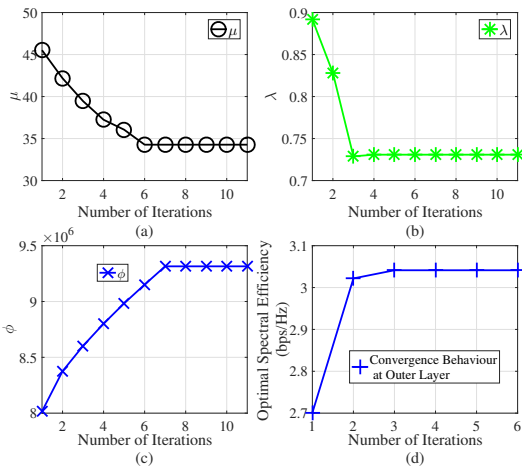 50
45
40
35
30
μ
μ
2 4 6 8 10
Number of Iterations
(a)
0.9
0.85
0.8
0.75
0.7
λ
λ
2 4 6 8 10
Number of Iterations
(b)
×10⁶
9.5
9
8.5
8
φ
φ
2 4 6 8 10
Number of Iterations
(c)
3.1
3
2.9
2.8
2.7
Optimal Spectral Efficiency
(bps/Hz)
Convergence Behaviour
at Outer Layer
1 2 3 4 5 6
Number of Iterations
(d)